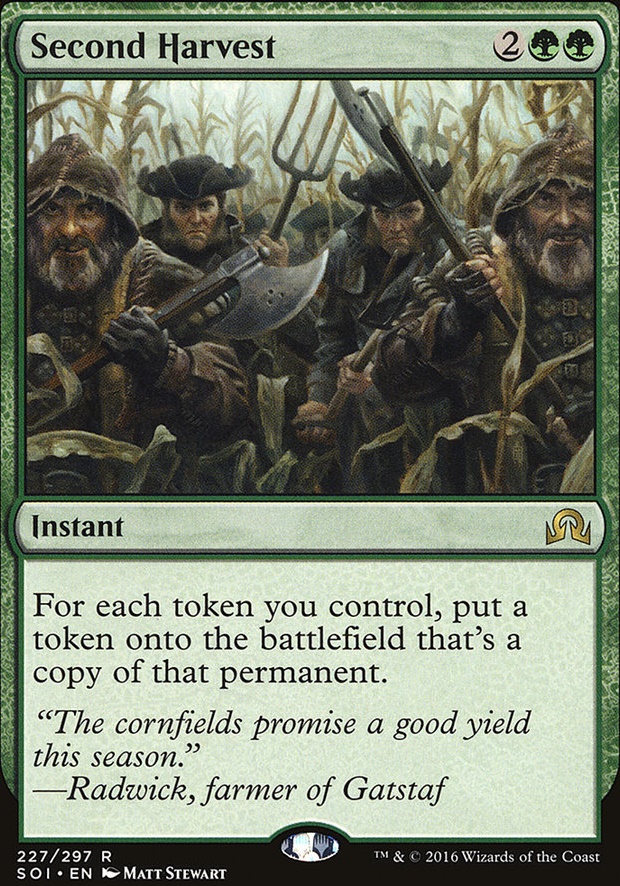 Second Harvest 2
Instant
For each token you control, put a
token onto the battlefield that's a
copy of that permanent.
“The cornfields promise a good yield
this season.”
—Radwick, farmer of Gatstaf
227/297 R
SOI • EN Matt Stewart
™ & © 2016 Wizards of the Coast